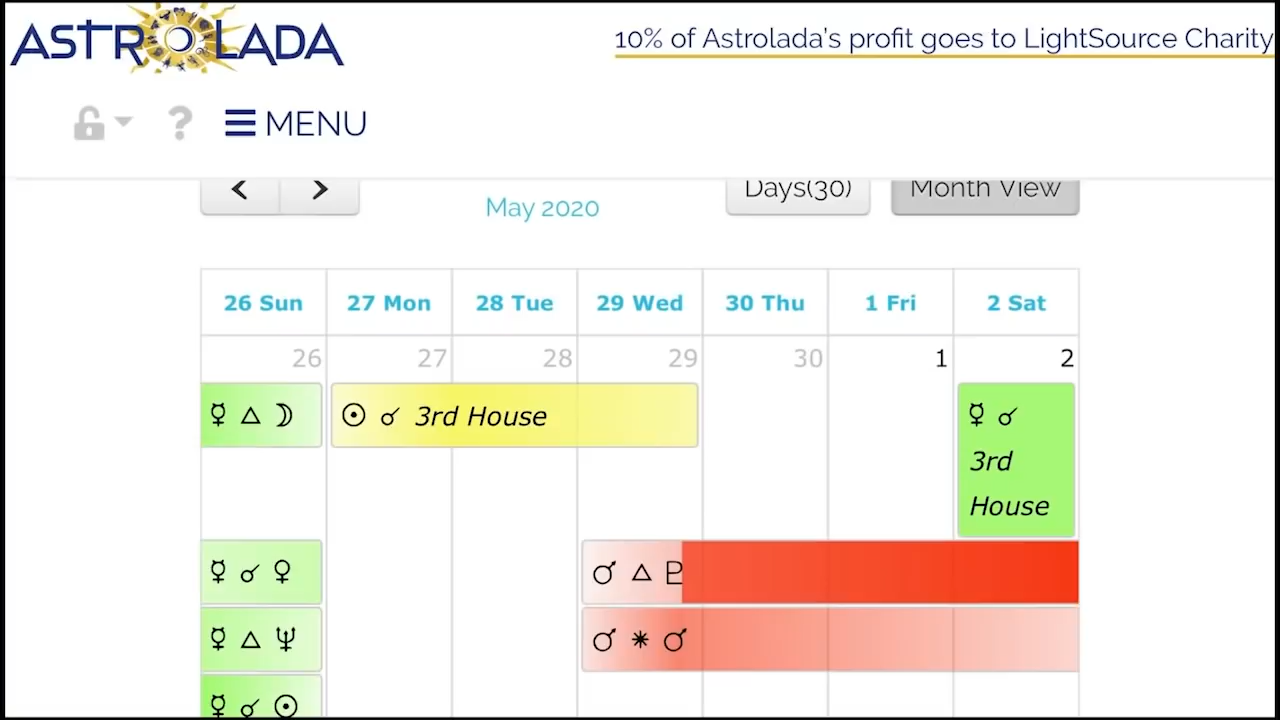 ASTROLADA
10% of Astrolada's profit goes to LightSource Charity
? MENU
< > May 2020 Days(30) Month View
26 Sun 27 Mon 28 Tue 29 Wed 30 Thu 1 Fri 2 Sat
26 27 28 29 30 1 2
☿ △ ☽ ☉ ☌ 3rd House ☿ ☌
3rd
House
☿ ☌ ♀ ♂ △ ♇
☿ △ ♆ ♂ ⚹ ♂
☿ ☌ ☉